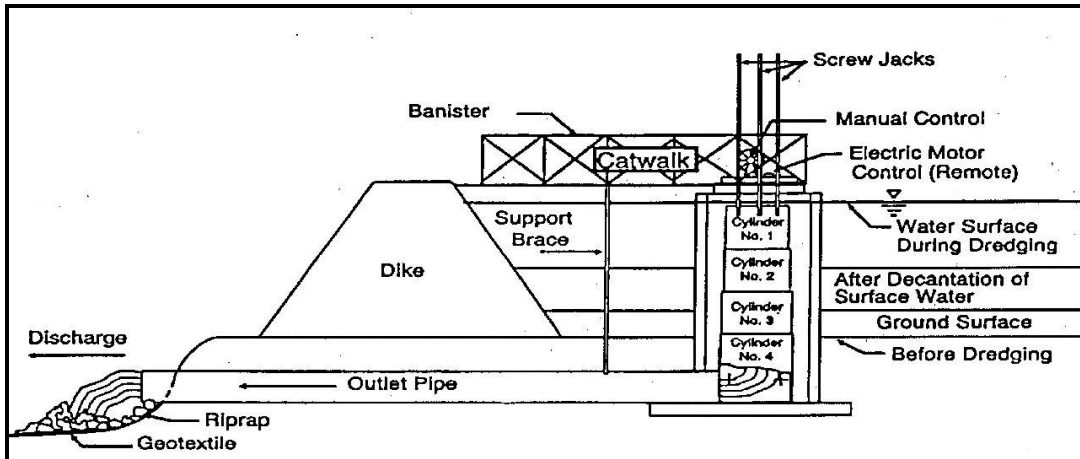 Screw Jacks
Banister
Manual Control
Catwalk
Electric Motor
Control (Remote)
Support
Brace
Cylinder
No. 1
Water Surface
During Dredging
Dike
Cylinder
No. 2
After Decantation of
Surface Water
Cylinder
No. 3
Ground Surface
Discharge
Cylinder
No. 4
Before Dredging
Outlet Pipe
Riprap
Geotextile